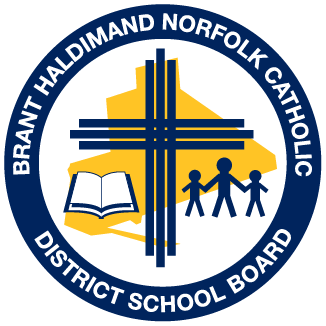 BRANT HALDIMAND NORFOLK CATHOLIC
DISTRICT SCHOOL BOARD